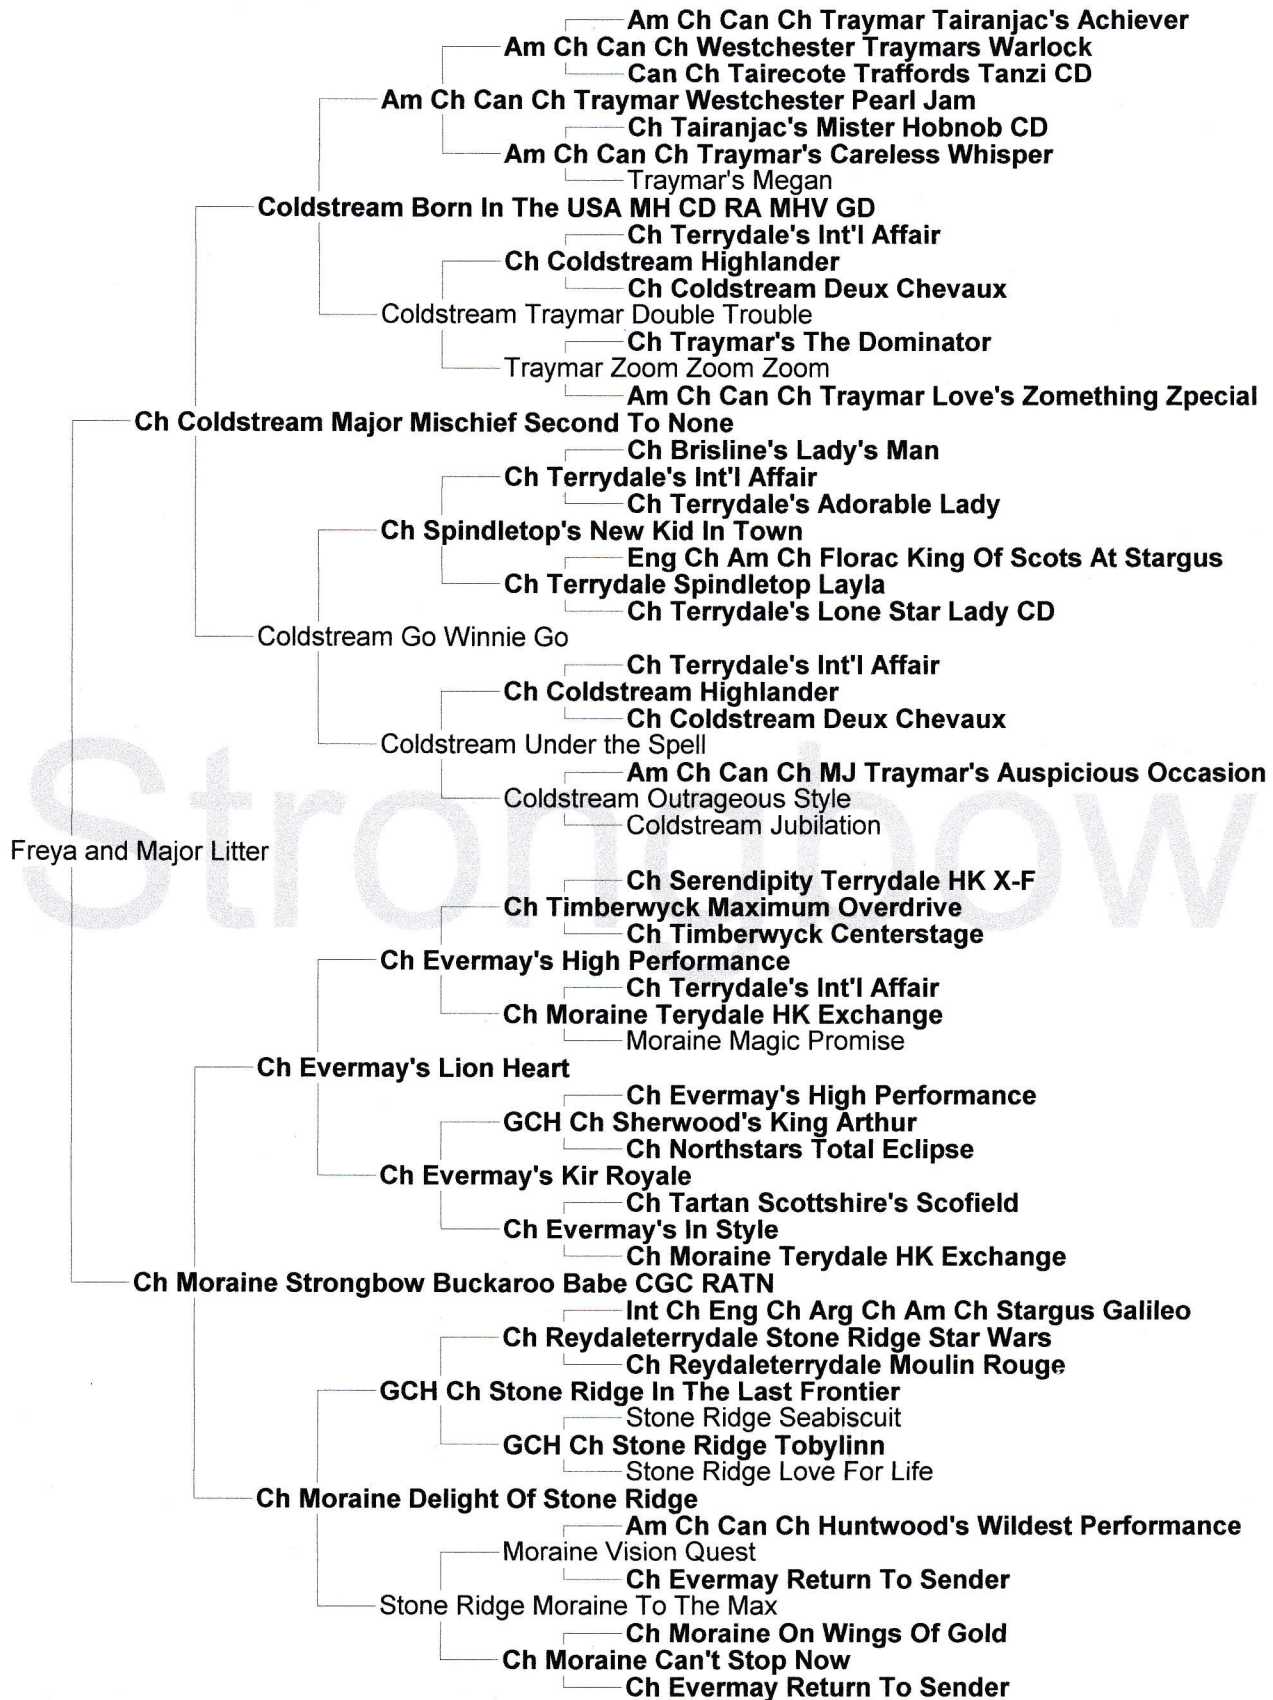 Am Ch Can Ch Traymar Tairanjac's Achiever
Am Ch Can Ch Westchester Traymars Warlock
Can Ch Tairecote Traffords Tanzi CD
Am Ch Can Ch Traymar Westchester Pearl Jam
Ch Tairanjac's Mister Hobnob CD
Am Ch Can Ch Traymar's Careless Whisper
Traymar's Megan
Coldstream Born In The USA MH CD RA MHV GD
Ch Terrydale's Int'l Affair
Ch Coldstream Highlander
Ch Coldstream Deux Chevaux
Coldstream Traymar Double Trouble
Ch Traymar's The Dominator
Traymar Zoom Zoom Zoom
Am Ch Can Ch Traymar Love's Zomething Zpecial
Ch Coldstream Major Mischief Second To None
Ch Brisline's Lady's Man
Ch Terrydale's Int'l Affair
Ch Terrydale's Adorable Lady
Ch Spindletop's New Kid In Town
Eng Ch Am Ch Florac King Of Scots At Stargus
Ch Terrydale Spindletop Layla
Ch Terrydale's Lone Star Lady CD
Coldstream Go Winnie Go
Ch Terrydale's Int'l Affair
Ch Coldstream Highlander
Ch Coldstream Deux Chevaux
Coldstream Under the Spell
Am Ch Can Ch MJ Traymar's Auspicious Occasion
Coldstream Outrageous Style
Coldstream Jubilation
Strongbow
Freya and Major Litter
Ch Serendipity Terrydale HK X-F
Ch Timberwyck Maximum Overdrive
Ch Timberwyck Centerstage
Ch Evermay's High Performance
Ch Terrydale's Int'l Affair
Ch Moraine Terydale HK Exchange
Moraine Magic Promise
Ch Evermay's Lion Heart
Ch Evermay's High Performance
GCH Ch Sherwood's King Arthur
Ch Northstars Total Eclipse
Ch Evermay's Kir Royale
Ch Tartan Scottshire's Scofield
Ch Evermay's In Style
Ch Moraine Terydale HK Exchange
Ch Moraine Strongbow Buckaroo Babe CGC RATN
Int Ch Eng Ch Arg Ch Am Ch Stargus Galileo
Ch Reydaleterrydale Stone Ridge Star Wars
Ch Reydaleterrydale Moulin Rouge
GCH Ch Stone Ridge In The Last Frontier
Stone Ridge Seabiscuit
GCH Ch Stone Ridge Tobylinn
Stone Ridge Love For Life
Ch Moraine Delight Of Stone Ridge
Am Ch Can Ch Huntwood's Wildest Performance
Moraine Vision Quest
Ch Evermay Return To Sender
Stone Ridge Moraine To The Max
Ch Moraine On Wings Of Gold
Ch Moraine Can't Stop Now
Ch Evermay Return To Sender